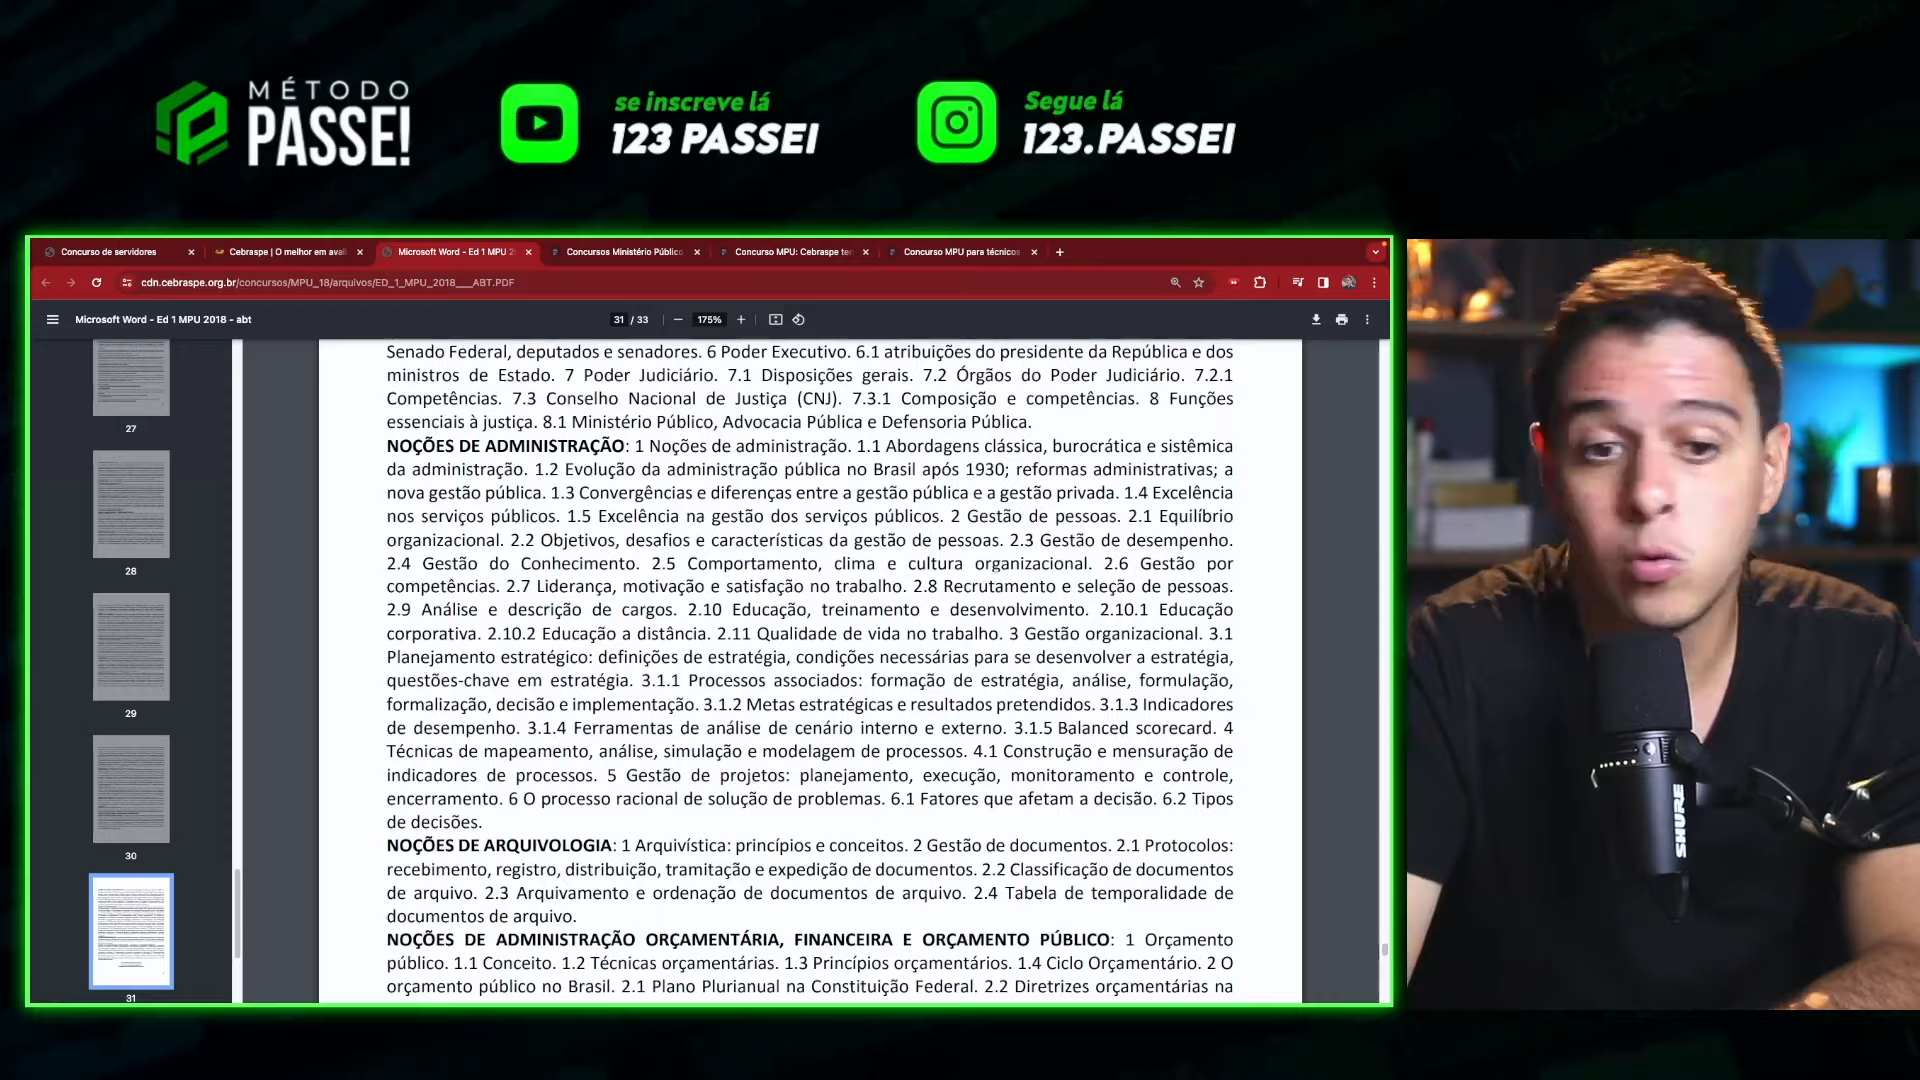 MÉTODO
PASSEI
se inscreve lá
123 PASSEI
Segue lá
123.PASSEI
Concurso de servidores
Cebraspe | O melhor em avali
Microsoft Word - Ed 1 MPU 2
Concursos Ministério Público
Concurso MPU: Cebraspe ter
Concurso MPU para técnicos
cdn.cebraspe.org.br/concursos/MPU_18/arquivos/ED_1_MPU_2018___ABT.PDF
Microsoft Word - Ed 1 MPU 2018 - abt
31 / 33
175%
Senado Federal, deputados e senadores. 6 Poder Executivo. 6.1 atribuições do presidente da República e dos
ministros de Estado. 7 Poder Judiciário. 7.1 Disposições gerais. 7.2 Órgãos do Poder Judiciário. 7.2.1
Competências. 7.3 Conselho Nacional de Justiça (CNJ). 7.3.1 Composição e competências. 8 Funções
essenciais à justiça. 8.1 Ministério Público, Advocacia Pública e Defensoria Pública.
NOÇÕES DE ADMINISTRAÇÃO: 1 Noções de administração. 1.1 Abordagens clássica, burocrática e sistêmica
da administração. 1.2 Evolução da administração pública no Brasil após 1930; reformas administrativas; a
nova gestão pública. 1.3 Convergências e diferenças entre a gestão pública e a gestão privada. 1.4 Excelência
nos serviços públicos. 1.5 Excelência na gestão dos serviços públicos. 2 Gestão de pessoas. 2.1 Equilíbrio
organizacional. 2.2 Objetivos, desafios e características da gestão de pessoas. 2.3 Gestão de desempenho.
2.4 Gestão do Conhecimento. 2.5 Comportamento, clima e cultura organizacional. 2.6 Gestão por
competências. 2.7 Liderança, motivação e satisfação no trabalho. 2.8 Recrutamento e seleção de pessoas.
2.9 Análise e descrição de cargos. 2.10 Educação, treinamento e desenvolvimento. 2.10.1 Educação
corporativa. 2.10.2 Educação a distância. 2.11 Qualidade de vida no trabalho. 3 Gestão organizacional. 3.1
Planejamento estratégico: definições de estratégia, condições necessárias para se desenvolver a estratégia,
questões-chave em estratégia. 3.1.1 Processos associados: formação de estratégia, análise, formulação,
formalização, decisão e implementação. 3.1.2 Metas estratégicas e resultados pretendidos. 3.1.3 Indicadores
de desempenho. 3.1.4 Ferramentas de análise de cenário interno e externo. 3.1.5 Balanced scorecard. 4
Técnicas de mapeamento, análise, simulação e modelagem de processos. 4.1 Construção e mensuração de
indicadores de processos. 5 Gestão de projetos: planejamento, execução, monitoramento e controle,
encerramento. 6 O processo racional de solução de problemas. 6.1 Fatores que afetam a decisão. 6.2 Tipos
de decisões.
NOÇÕES DE ARQUIVOLOGIA: 1 Arquivística: princípios e conceitos. 2 Gestão de documentos. 2.1 Protocolos:
recebimento, registro, distribuição, tramitação e expedição de documentos. 2.2 Classificação de documentos
de arquivo. 2.3 Arquivamento e ordenação de documentos de arquivo. 2.4 Tabela de temporalidade de
documentos de arquivo.
NOÇÕES DE ADMINISTRAÇÃO ORÇAMENTÁRIA, FINANCEIRA E ORÇAMENTO PÚBLICO: 1 Orçamento
público. 1.1 Conceito. 1.2 Técnicas orçamentárias. 1.3 Princípios orçamentários. 1.4 Ciclo Orçamentário. 2 O
orçamento público no Brasil. 2.1 Plano Plurianual na Constituição Federal. 2.2 Diretrizes orçamentárias na
27
28
29
30
31
SHURE